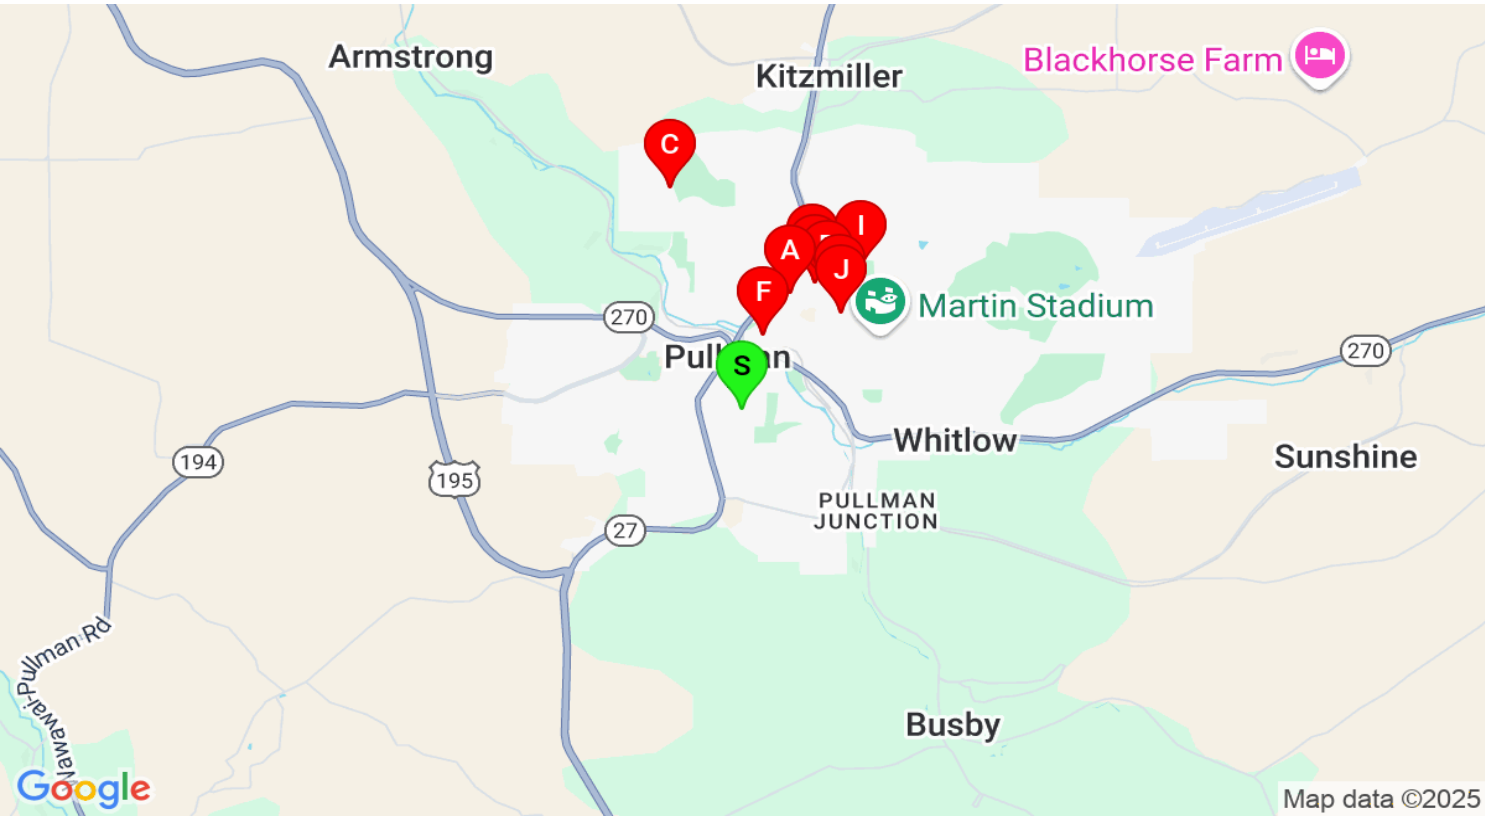 Armstrong
Kitzmiller
Blackhorse Farm
C
I
A
J
F
Martin Stadium
270
270
S
Whitlow
194
195
Sunshine
PULLMAN
JUNCTION
27
Nawawai-Pullman Rd
Busby
Google
Map data ©2025